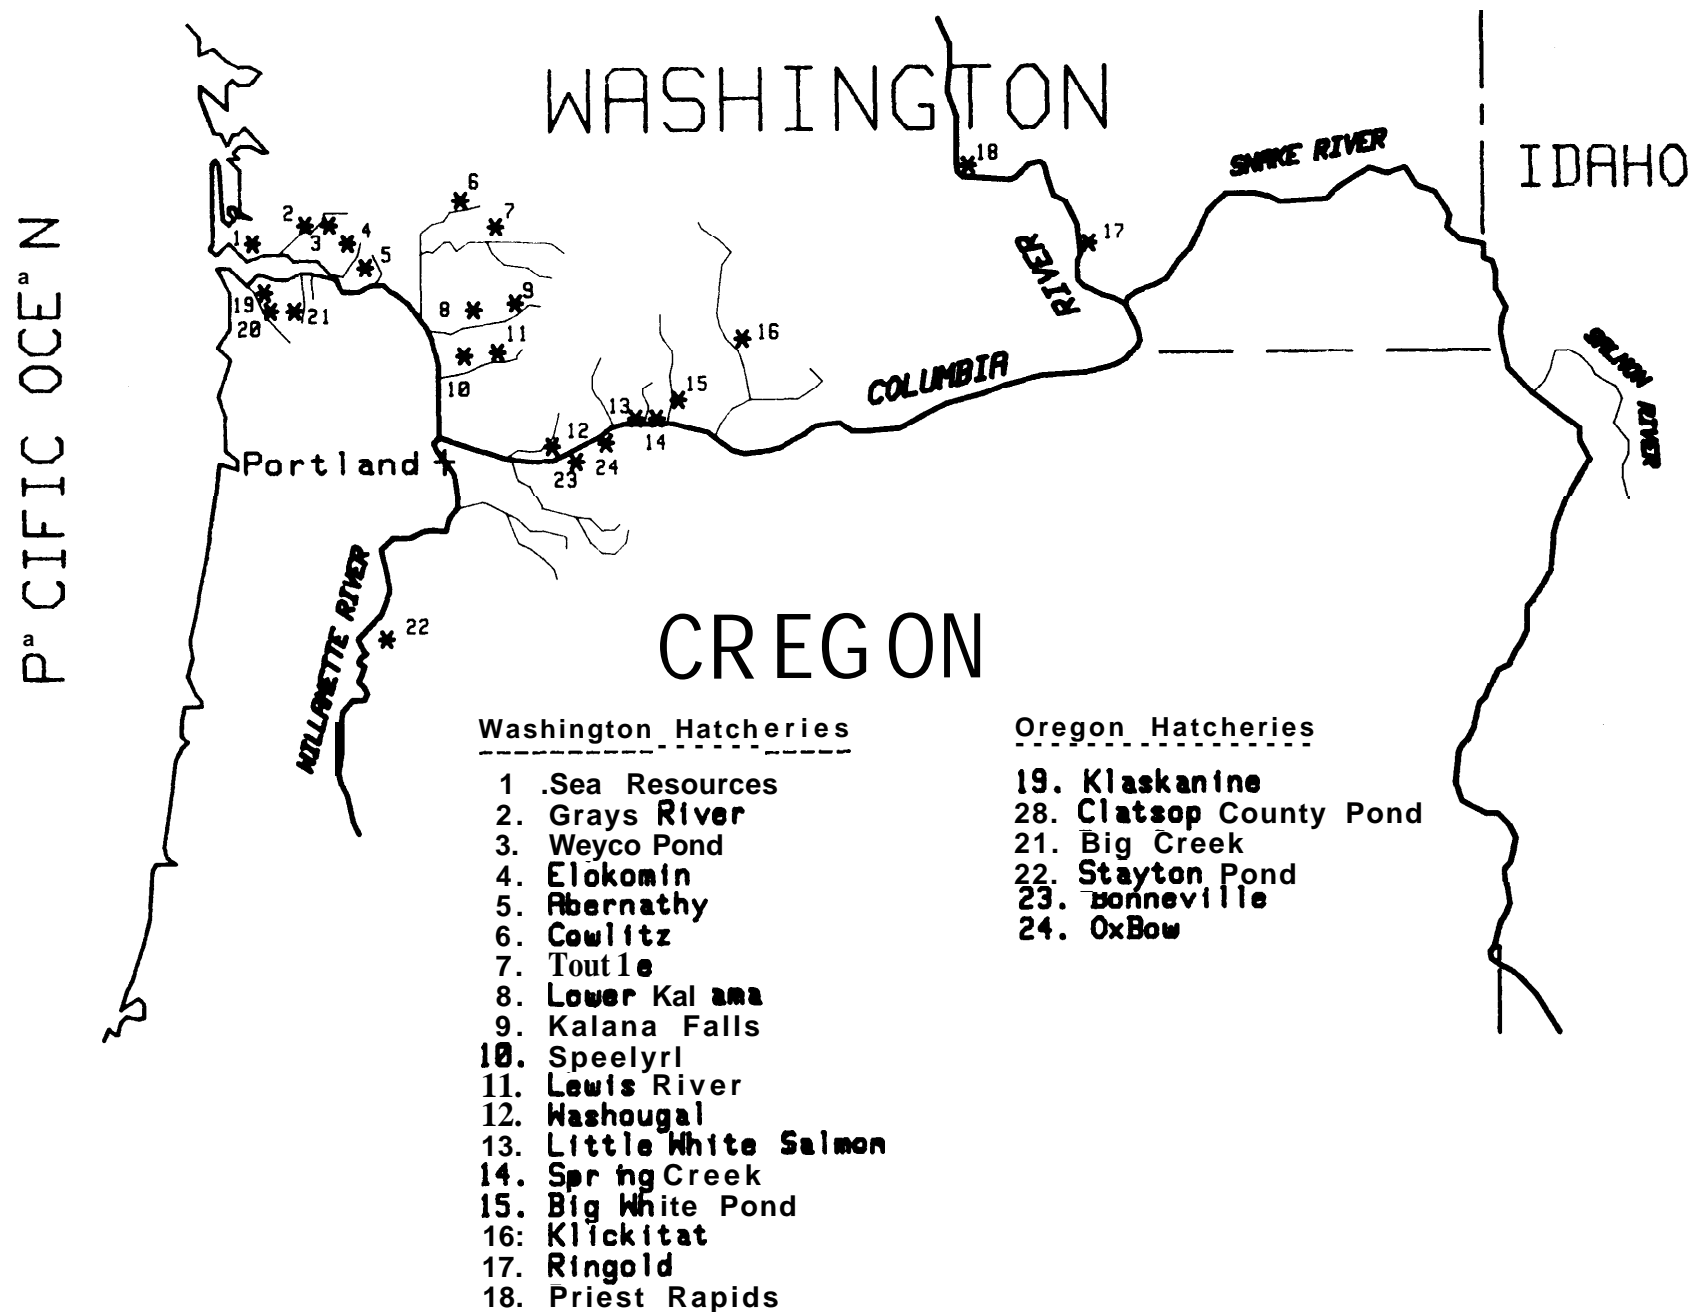 WASHINGTON
IDAHO
SNAKE RIVER
PaCIFIC OCEaN
COLUMBIA
RIVER
SALMON
RIVER
Portland
WILLAMETTE RIVER
CREGON
1
2
3
4
5
6
7
8
9
10
11
12
13
14
15
16
17
18
19
20
21
22
23
24
Washington Hatcheries
1 .Sea Resources
2. Grays River
3. Weyco Pond
4. Elokomin
5. Abernathy
6. Cowlitz
7. Tout1e
8. Lower Kal ama
9. Kalana Falls
10. Speelyrl
11. Lewis River
12. Washougal
13. Little White Salmon
14. Spr ing Creek
15. Big White Pond
16: Klickitat
17. Ringold
18. Priest Rapids
Oregon Hatcheries
19. Klaskanine
28. Clatsop County Pond
21. Big Creek
22. Stayton Pond
23. Bonneville
24. OxBow